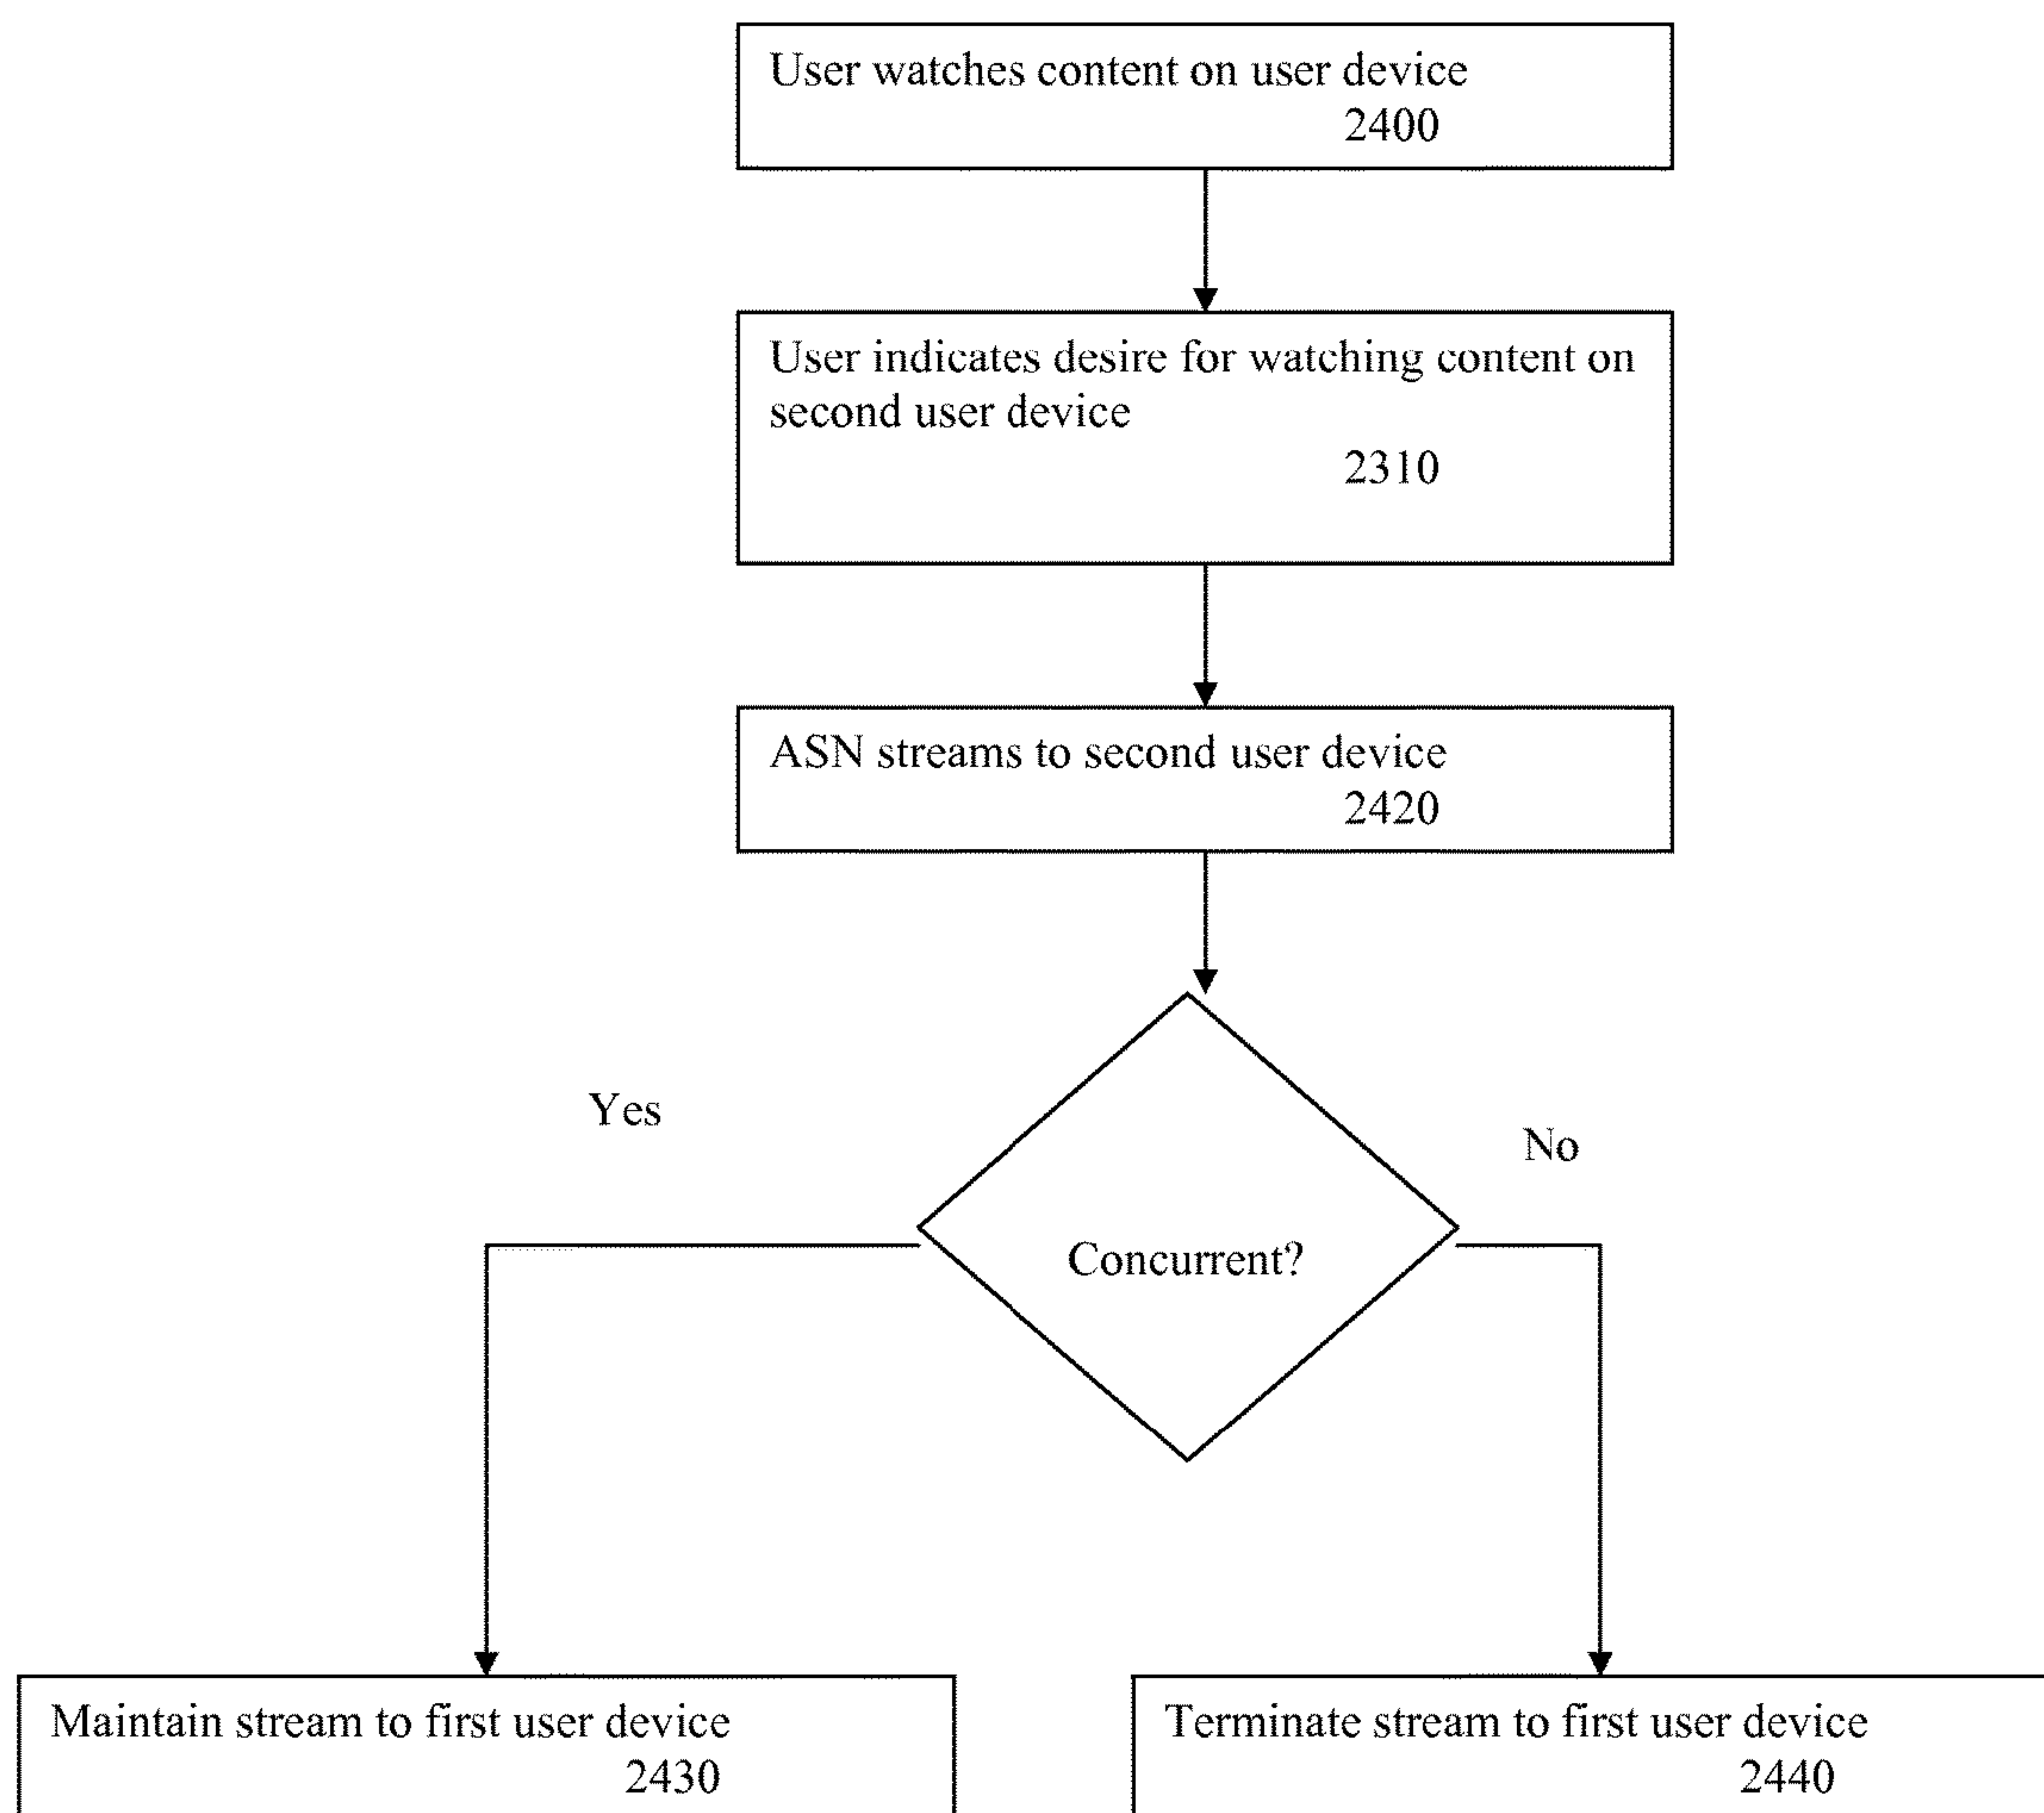 User watches content on user device
2400
User indicates desire for watching content on
second user device
2310
ASN streams to second user device
2420
Yes
No
Concurrent?
Maintain stream to first user device
2430
Terminate stream to first user device
2440